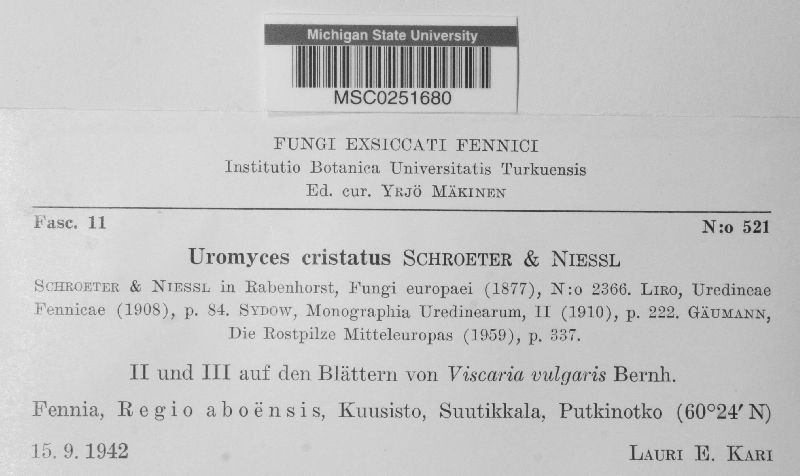 Michigan State University
MSC0251680
FUNGI EXSICCATI FENNICI
Institutio Botanica Universitatis Turkuensis
Ed. cur. YRJÖ MÄKINEN
Fasc. 11 N:o 521
Uromyces cristatus SCHROETER & NIESSL
SCHROETER & NIESSL in Rabenhorst, Fungi europaei (1877), N:o 2366. LIRO, Uredineae
Fennicae (1908), p. 84. SYDOW, Monographia Uredinearum, II (1910), p. 222. GÄUMANN,
Die Rostpilze Mitteleuropas (1959), p. 337.
II und III auf den Blättern von Viscaria vulgaris Bernh.
Fennia, Regio aboënsis, Kuusisto, Suutikkala, Putkinotko (60°24′ N)
15. 9. 1942 LAURI E. KARI